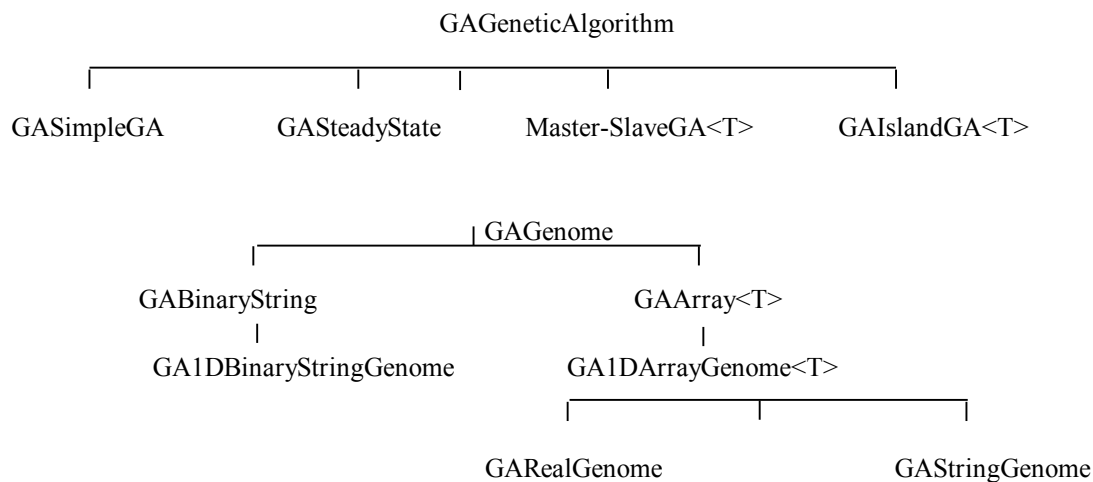 GAGeneticAlgorithm
GASimpleGA GASteadyState Master-SlaveGA<T> GAIslandGA<T>
GAGenome
GABinaryString GAArray<T>
GA1DBinaryStringGenome GA1DArrayGenome<T>
GARealGenome GAStringGenome